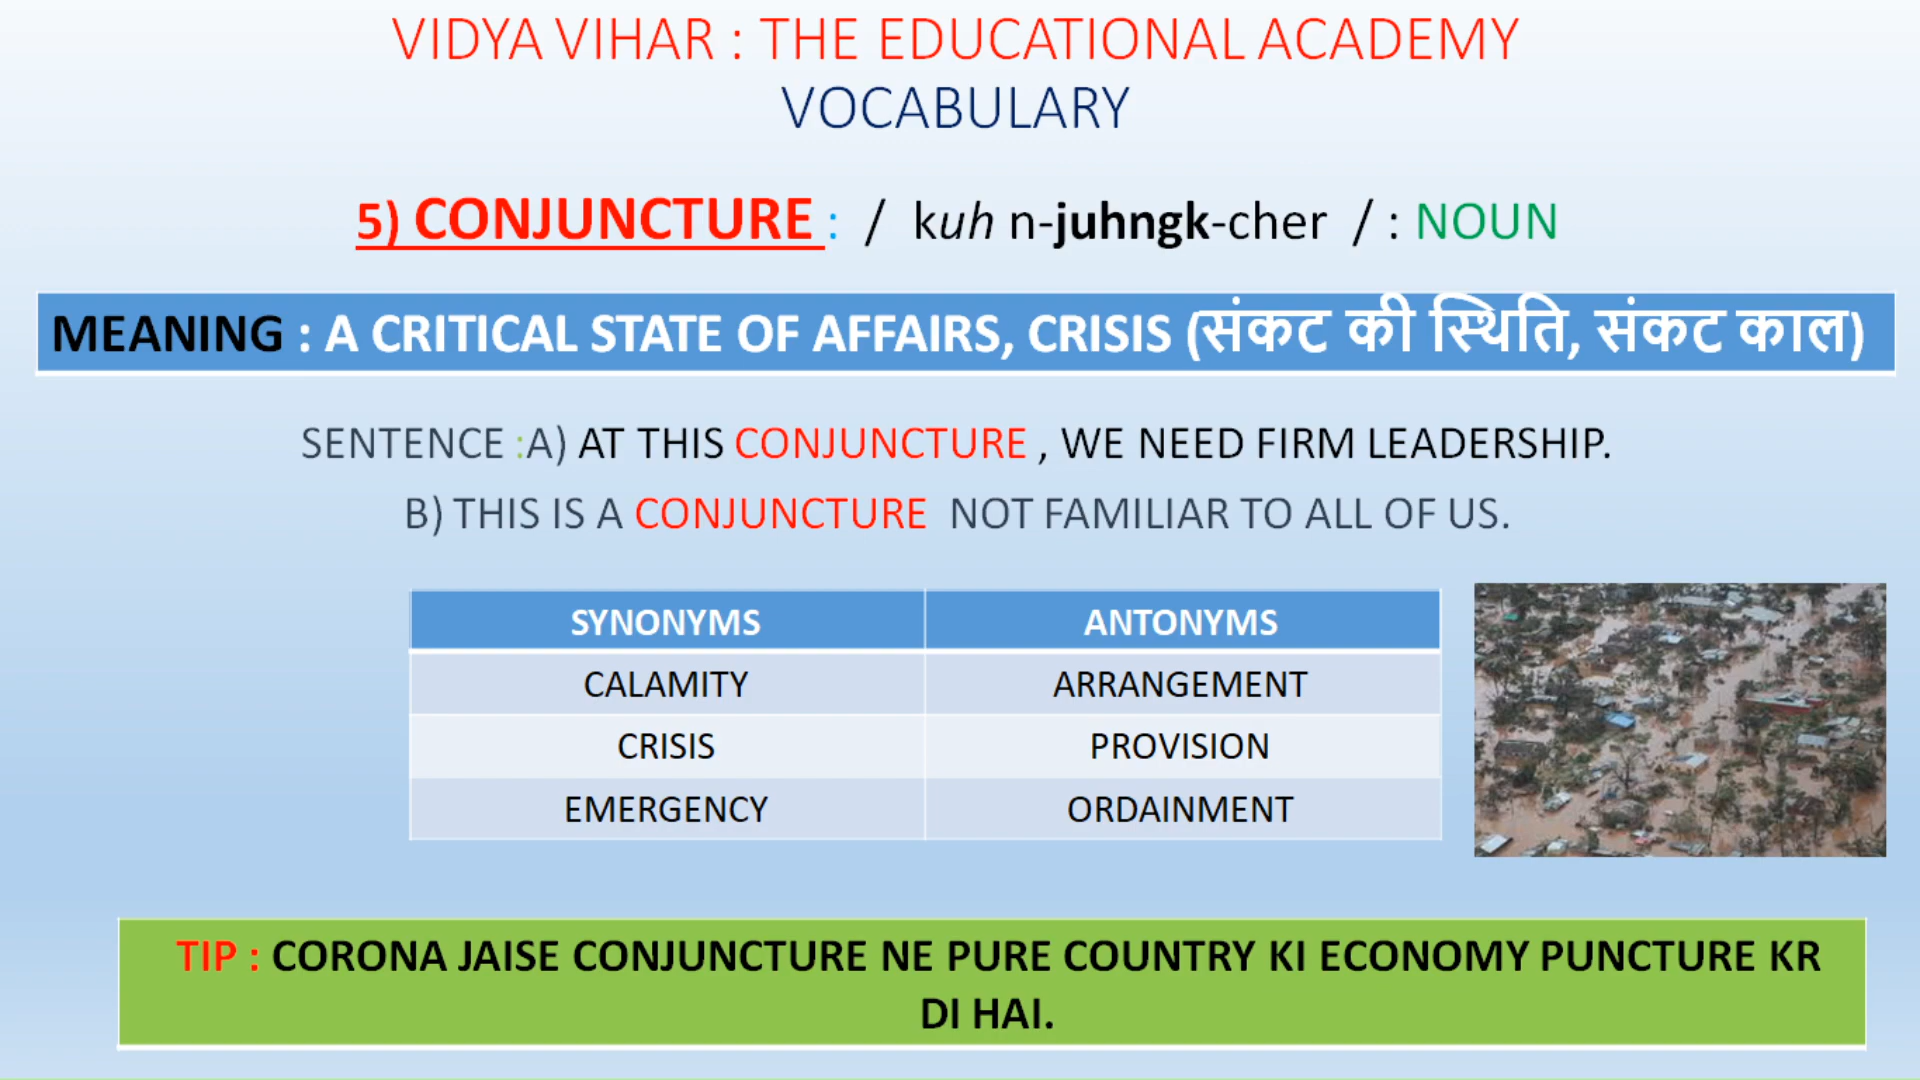 VIDYA VIHAR : THE EDUCATIONAL ACADEMY
VOCABULARY
5) CONJUNCTURE : / kuh n-juhngk-cher / : NOUN
MEANING : A CRITICAL STATE OF AFFAIRS, CRISIS (संकट की स्थिति, संकट काल)
SENTENCE :A) AT THIS CONJUNCTURE , WE NEED FIRM LEADERSHIP.
B) THIS IS A CONJUNCTURE NOT FAMILIAR TO ALL OF US.
SYNONYMS ANTONYMS
CALAMITY ARRANGEMENT
CRISIS PROVISION
EMERGENCY ORDAINMENT
TIP : CORONA JAISE CONJUNCTURE NE PURE COUNTRY KI ECONOMY PUNCTURE KR
DI HAI.